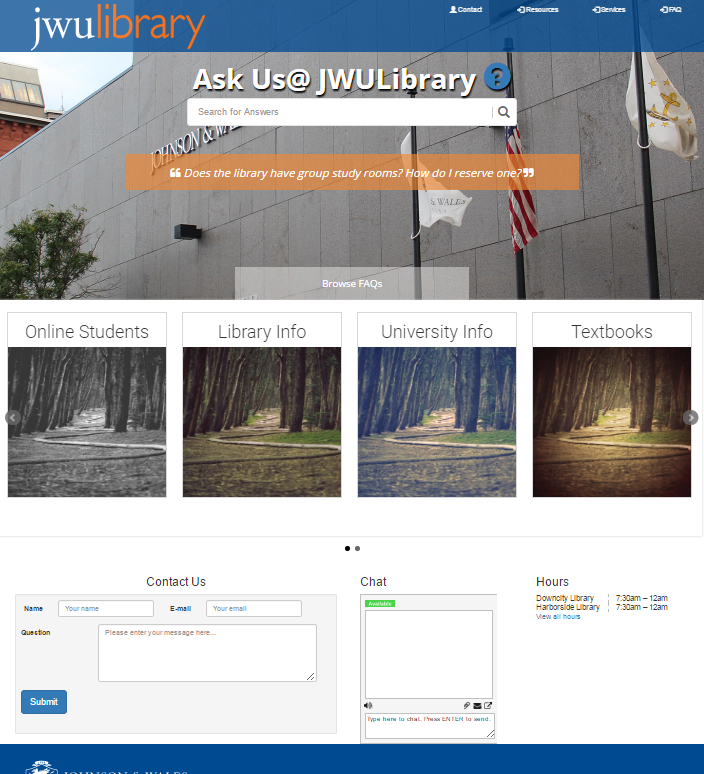 jwulibrary
Contact Resources Services FAQ
Ask Us@ JWULibrary ?
Search for Answers
JOHNSON & WAL
“ Does the library have group study rooms? How do I reserve one? ”
& WALES
Browse FAQs
Online Students
Library Info
University Info
Textbooks
Contact Us
Name Your name E-mail Your email
Question Please enter your message here...
Submit
Chat
Available
Type here to chat. Press ENTER to send.
Hours
Downcity Library 7:30am – 12am
Harborside Library 7:30am – 12am
View all hours
JOHNSON & WALES